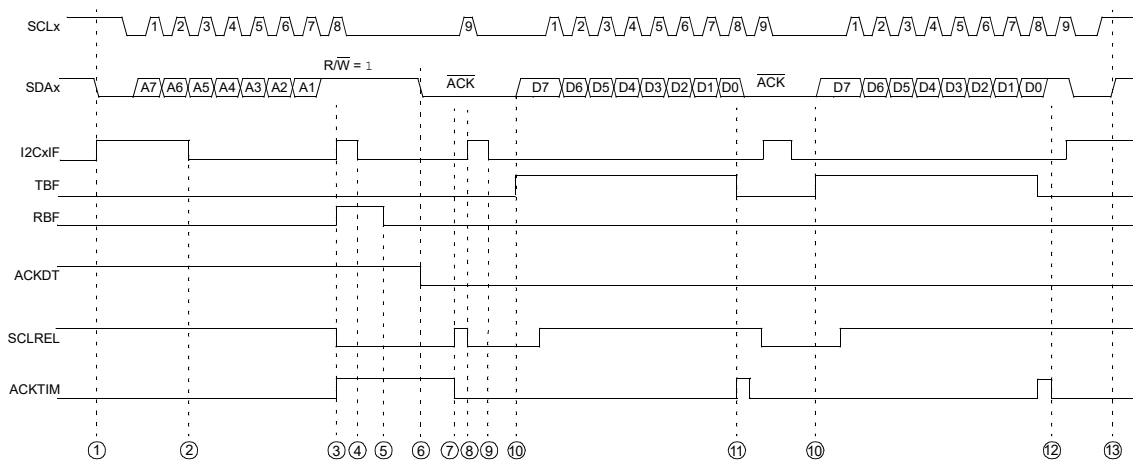 SCLx 1 2 3 4 5 6 7 8 9 1 2 3 4 5 6 7 8 9 1 2 3 4 5 6 7 8 9
R/W̅ = 1
SDAx A7 A6 A5 A4 A3 A2 A1 A̅C̅K̅ D7 D6 D5 D4 D3 D2 D1 D0 A̅C̅K̅ D7 D6 D5 D4 D3 D2 D1 D0
I2CxIF
TBF
RBF
ACKDT
SCLREL
ACKTIM
① ② ③ ④ ⑤ ⑥ ⑦ ⑧ ⑨ ⑩ ⑪ ⑩ ⑫ ⑬